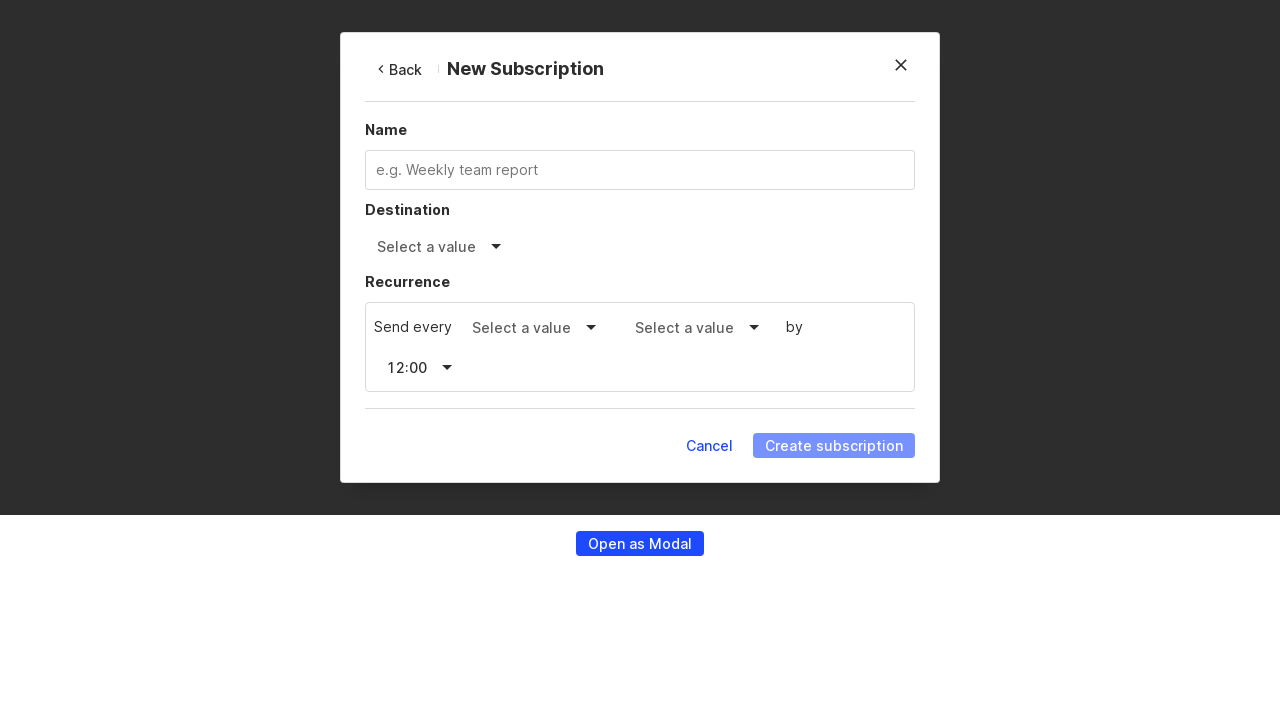 Back
New Subscription
Name
e.g. Weekly team report
Destination
Select a value
Recurrence
Send every Select a value Select a value by
12:00
Cancel Create subscription
Open as Modal